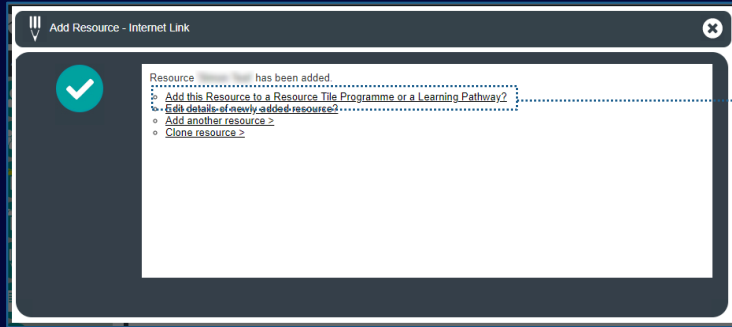 Add Resource - Internet Link
Resource has been added.
Add this Resource to a Resource Tile Programme or a Learning Pathway?
Edit details of newly added resource?
Add another resource >
Clone resource >